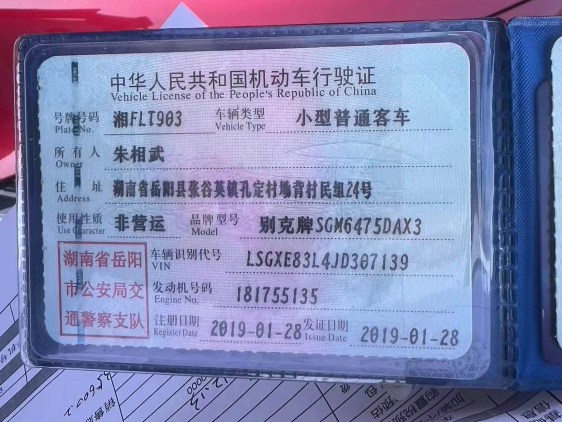 中华人民共和国机动车行驶证
Vehicle License of the People's Republic of China
号牌号码 湘FLT903 车辆类型 小型普通客车
Plate No. Vehicle Type
所有人 朱相武
Owner
住址 湖南省岳阳县张谷英镇孔定村场背村民组24号
Address
使用性质 非营运 品牌型号 别克牌SGM6475DAX3
Use Character Model
湖南省岳阳
市公安局交
通警察支队
车辆识别代号 LSGXE83L4JD307139
VIN
发动机号码 181755135
Engine No.
注册日期 2019-01-28 发证日期 2019-01-28
Register Date Issue Date